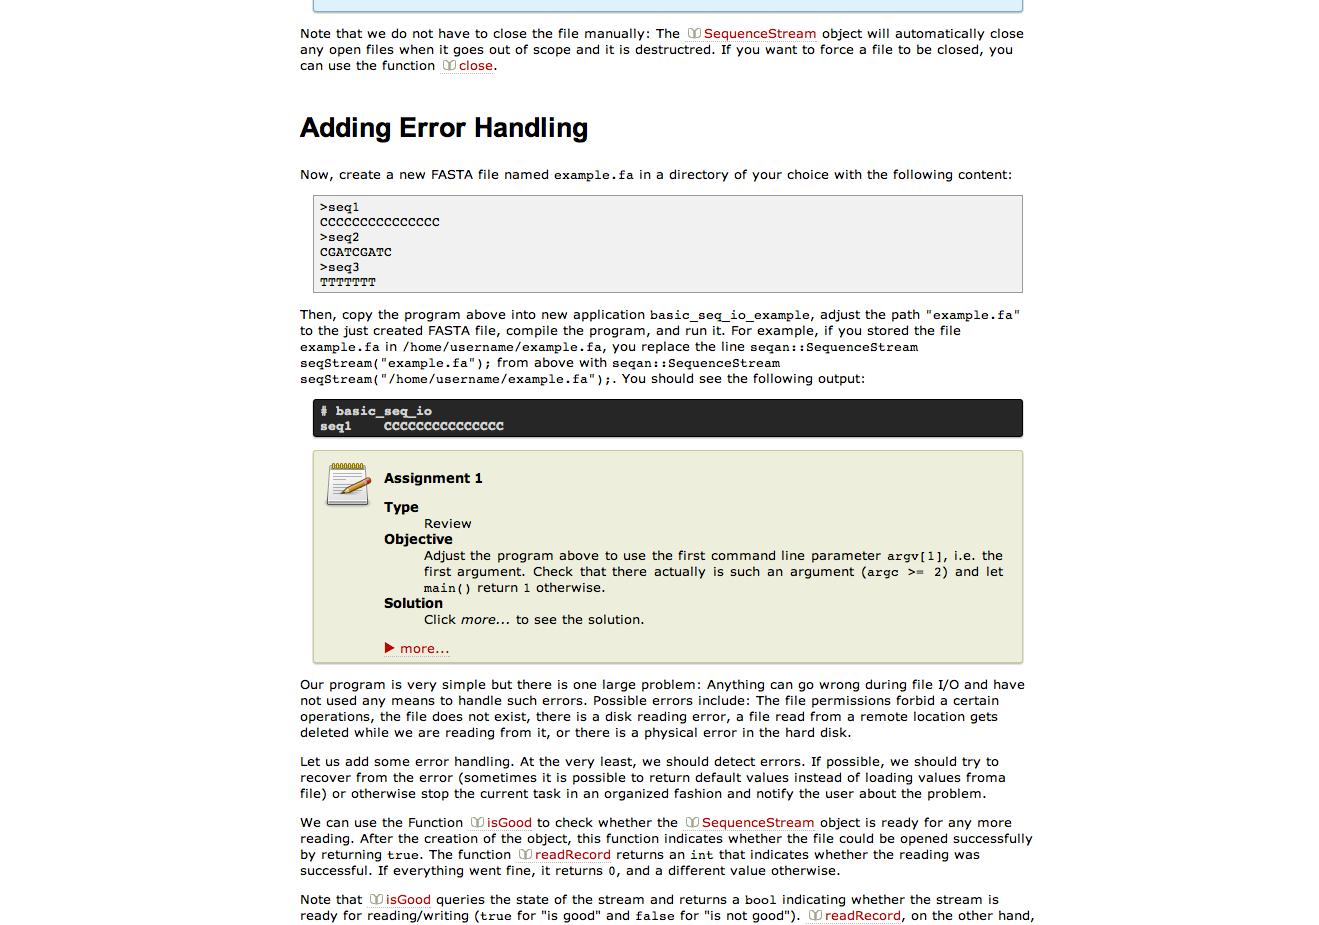 Note that we do not have to close the file manually: The SequenceStream object will automatically close
any open files when it goes out of scope and it is destructred. If you want to force a file to be closed, you
can use the function close.
Adding Error Handling
Now, create a new FASTA file named example.fa in a directory of your choice with the following content:
>seq1
CCCCCCCCCCCCCCC
>seq2
CGATCGATC
>seq3
TTTTTTT
Then, copy the program above into new application basic_seq_io_example, adjust the path "example.fa"
to the just created FASTA file, compile the program, and run it. For example, if you stored the file
example.fa in /home/username/example.fa, you replace the line seqan::SequenceStream
seqStream("example.fa"); from above with seqan::SequenceStream
seqStream("/home/username/example.fa");. You should see the following output:
# basic_seq_io
seq1    CCCCCCCCCCCCCCC
Assignment 1
Type
Review
Objective
Adjust the program above to use the first command line parameter argv[1], i.e. the
first argument. Check that there actually is such an argument (argc >= 2) and let
main() return 1 otherwise.
Solution
Click more... to see the solution.
more...
Our program is very simple but there is one large problem: Anything can go wrong during file I/O and have
not used any means to handle such errors. Possible errors include: The file permissions forbid a certain
operations, the file does not exist, there is a disk reading error, a file read from a remote location gets
deleted while we are reading from it, or there is a physical error in the hard disk.
Let us add some error handling. At the very least, we should detect errors. If possible, we should try to
recover from the error (sometimes it is possible to return default values instead of loading values froma
file) or otherwise stop the current task in an organized fashion and notify the user about the problem.
We can use the Function isGood to check whether the SequenceStream object is ready for any more
reading. After the creation of the object, this function indicates whether the file could be opened successfully
by returning true. The function readRecord returns an int that indicates whether the reading was
successful. If everything went fine, it returns 0, and a different value otherwise.
Note that isGood queries the state of the stream and returns a bool indicating whether the stream is
ready for reading/writing (true for "is good" and false for "is not good"). readRecord, on the other hand,